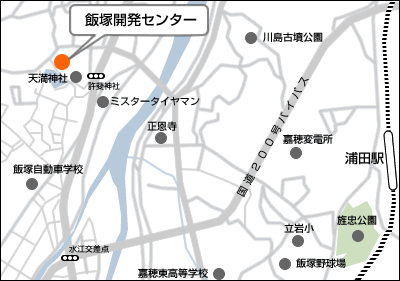 飯塚開発センター
川島古墳公園
天満神社
許斐神社
ミスタータイヤマン
正恩寺
国道200号バイパス
嘉穂変電所
浦田駅
飯塚自動車学校
旌忠公園
立岩小
水江交差点
飯塚野球場
嘉穂東高等学校